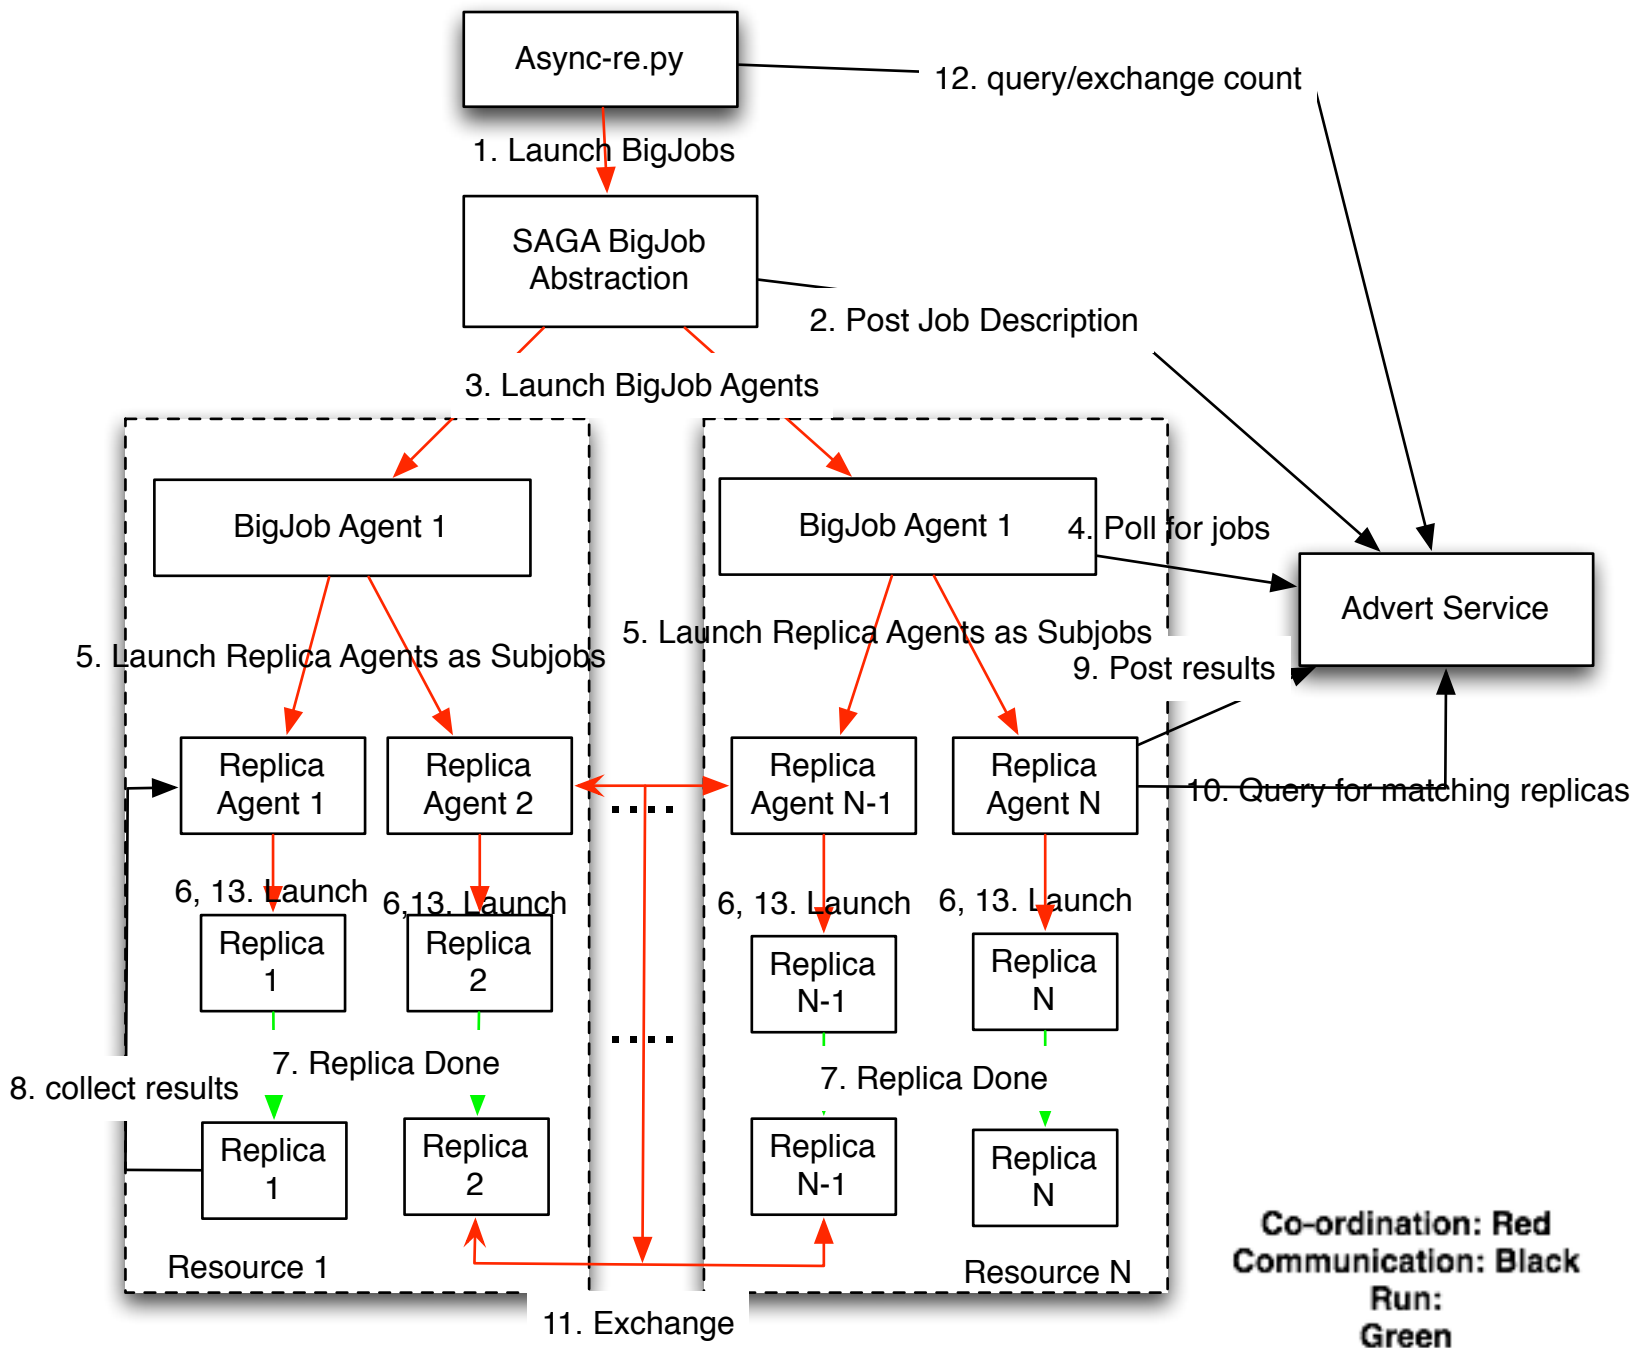 Async-re.py
12. query/exchange count
1. Launch BigJobs
SAGA BigJob
Abstraction
2. Post Job Description
3. Launch BigJob Agents
BigJob Agent 1
BigJob Agent 1
4. Poll for jobs
Advert Service
5. Launch Replica Agents as Subjobs
5. Launch Replica Agents as Subjobs
9. Post results
Replica
Agent 1
Replica
Agent 2
Replica
Agent N-1
Replica
Agent N
10. Query for matching replicas
6, 13. Launch
6,13. Launch
6, 13. Launch
6, 13. Launch
Replica
1
Replica
2
Replica
N-1
Replica
N
7. Replica Done
7. Replica Done
8. collect results
Replica
1
Replica
2
Replica
N-1
Replica
N
Resource 1
Resource N
11. Exchange
Co-ordination: Red
Communication: Black
Run:
Green